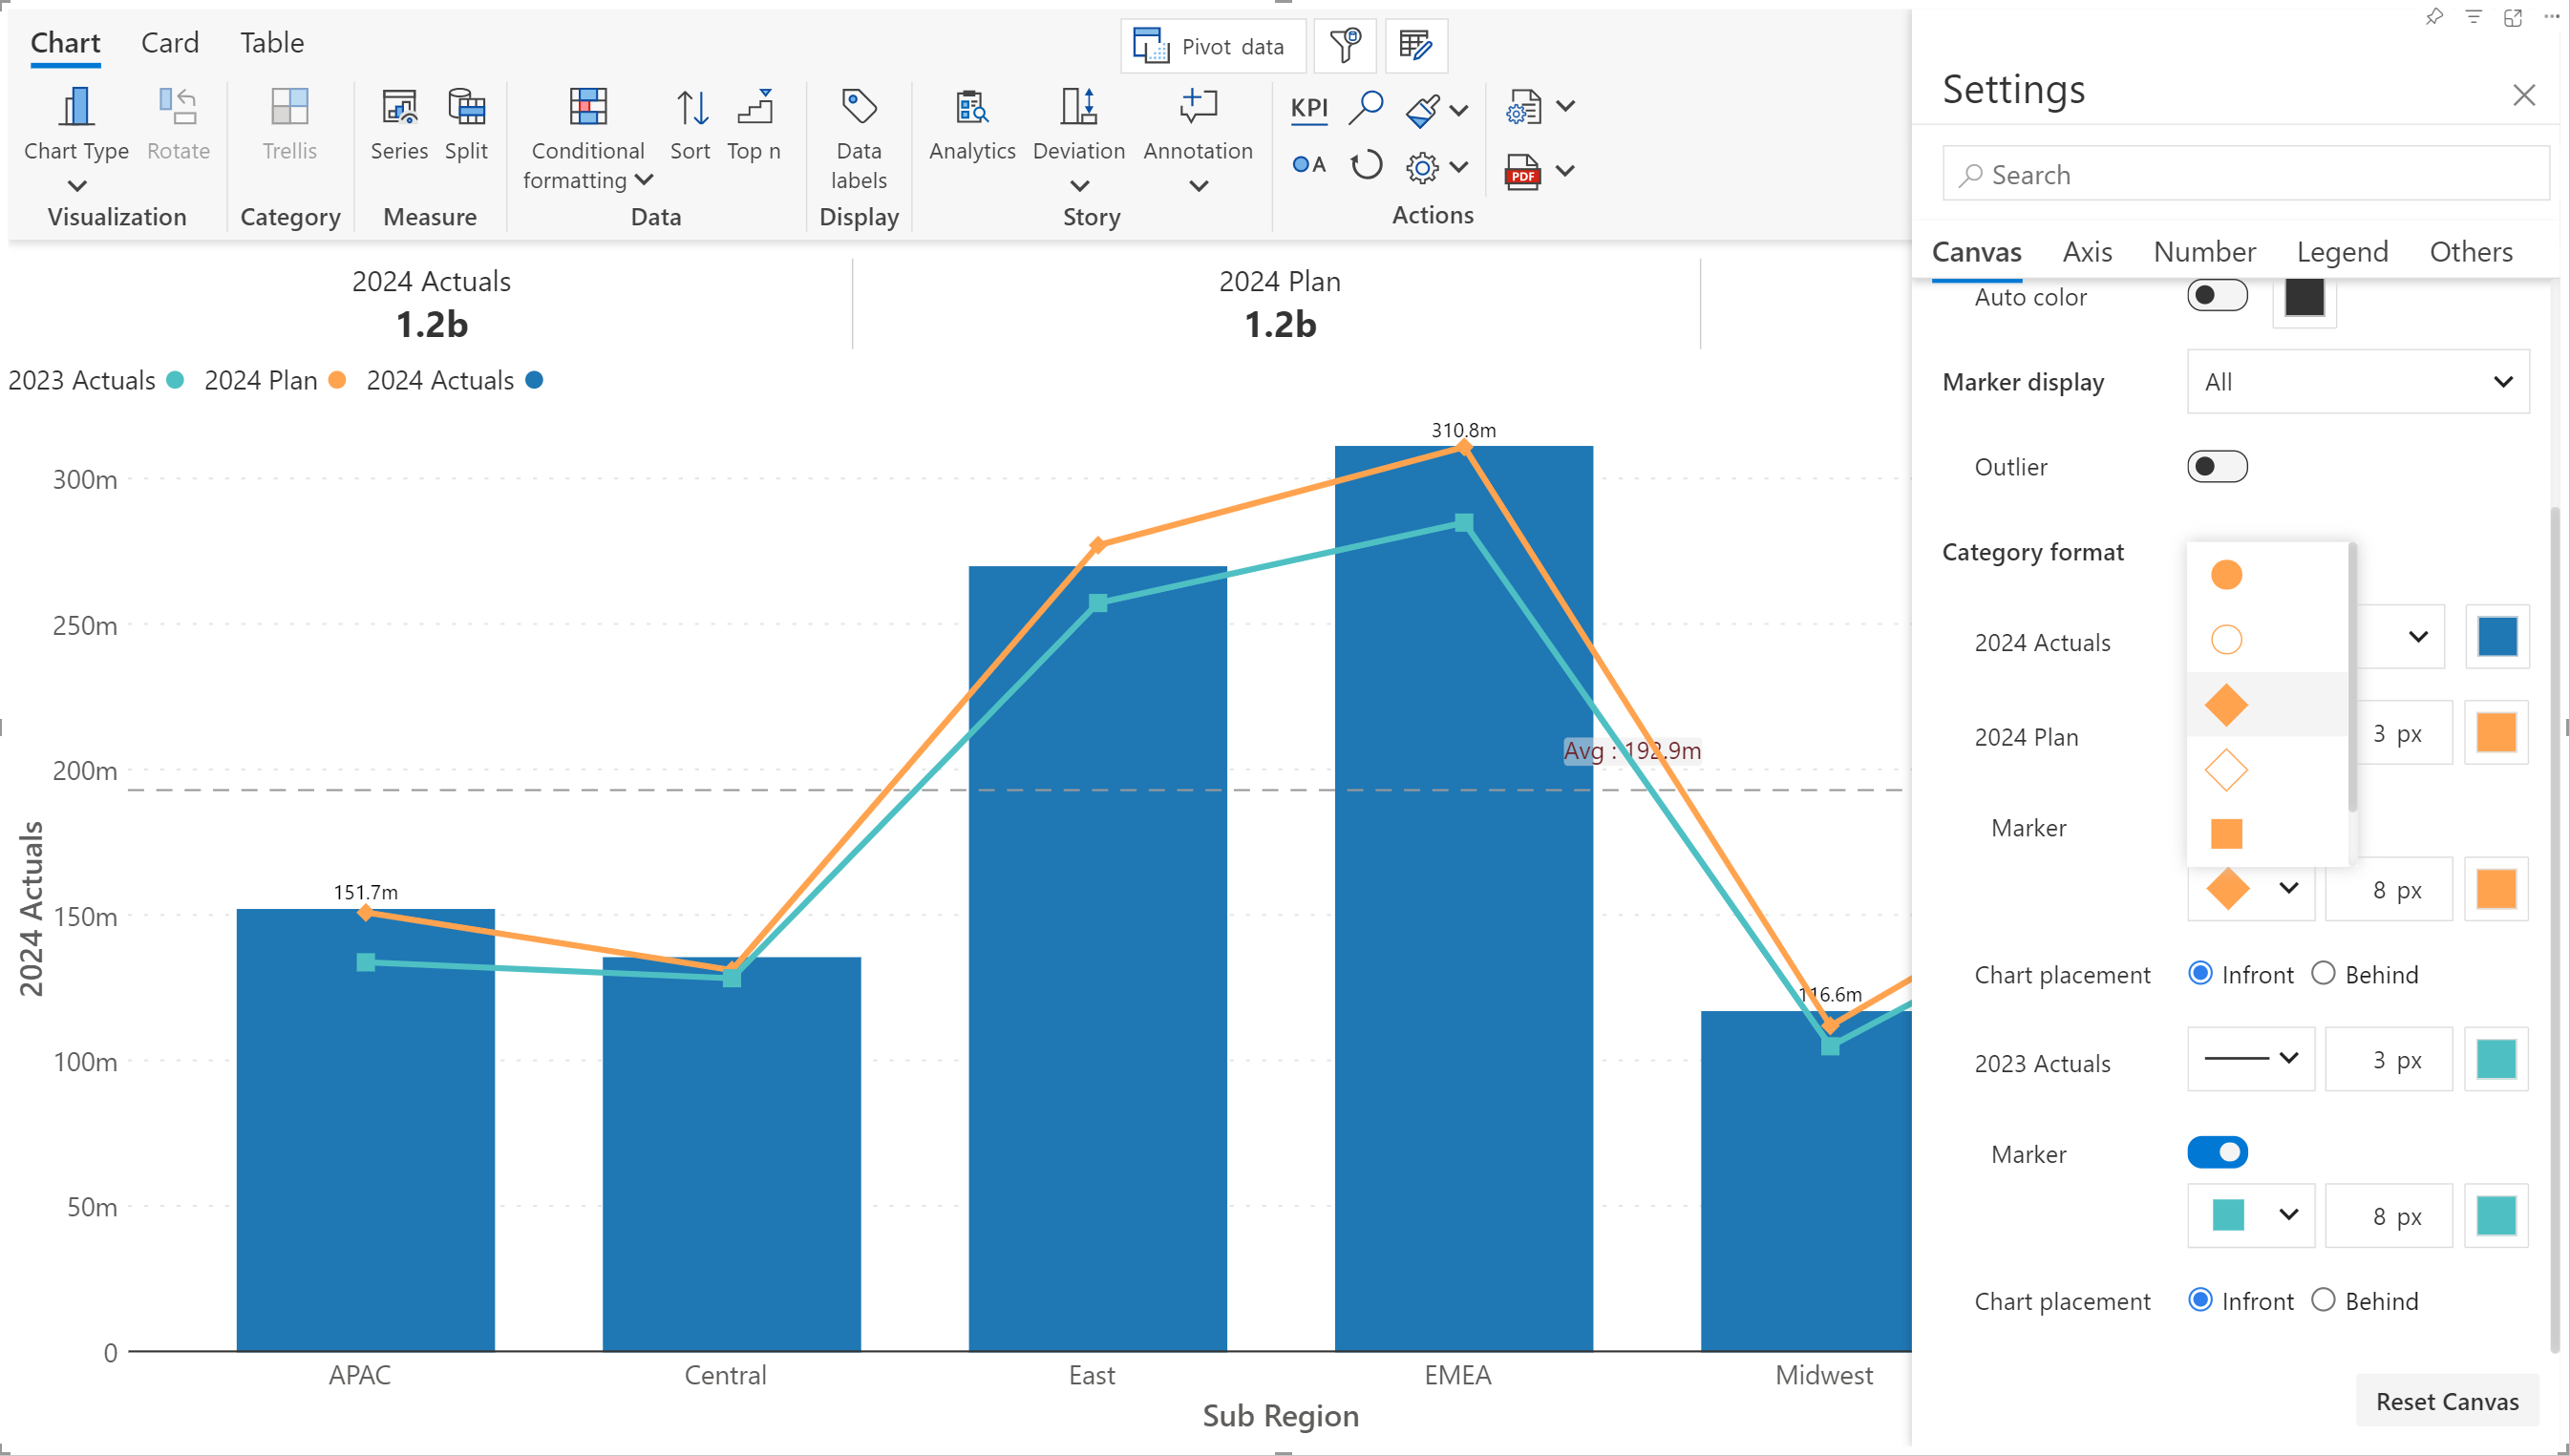 Chart Card Table
Pivot data
Chart Type Rotate Trellis Series Split Conditional formatting Sort Top n Data labels Analytics Deviation Annotation KPI A PDF
Visualization Category Measure Data Display Story Actions
2024 Actuals
1.2b
2024 Plan
1.2b
2023 Actuals 2024 Plan 2024 Actuals
2024 Actuals
300m
250m
200m
150m
100m
50m
0
151.7m
310.8m
116.6m
Avg : 192.9m
APAC Central East EMEA Midwest
Sub Region
Settings
Search
Canvas Axis Number Legend Others
Auto color
Marker display All
Outlier
Category format
2024 Actuals
2024 Plan 3 px
Marker
8 px
Chart placement Infront Behind
2023 Actuals 3 px
Marker
8 px
Chart placement Infront Behind
Reset Canvas